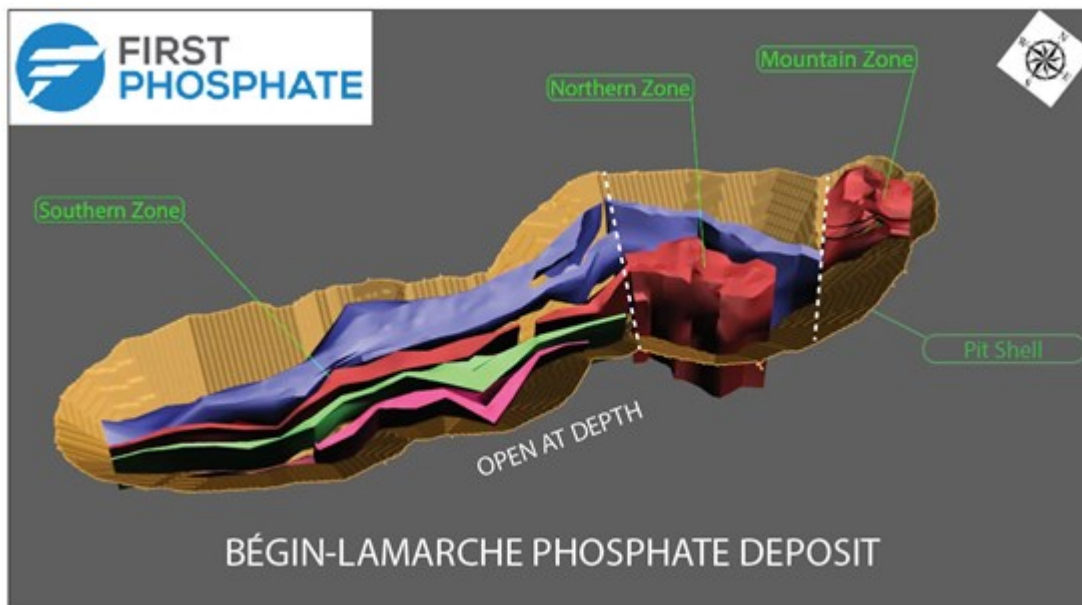 FIRST
PHOSPHATE
Mountain Zone
Northern Zone
Southern Zone
Pit Shell
OPEN AT DEPTH
BÉGIN-LAMARCHE PHOSPHATE DEPOSIT